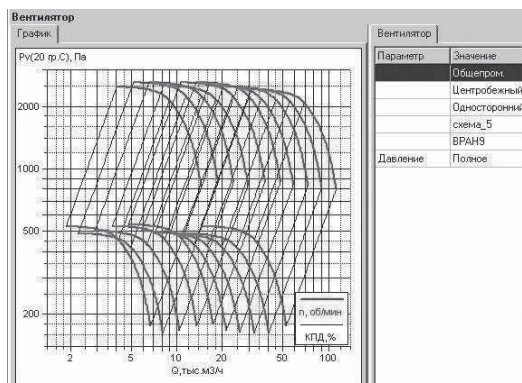 Вентилятор
График
Pv(20 гр.C), Па
2000
1000
500
200
2 5 10 20 50 100
Q,тыс.м3/ч
n, об/мин
КПД,%
Вентилятор
Параметр Значение
Общепром.
Центробежный
Односторонний
схема_5
ВРАН9
Давление Полное